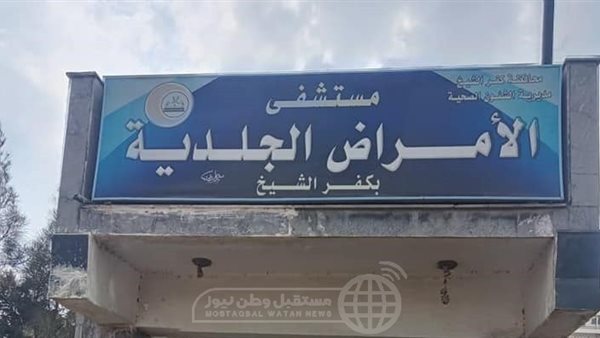 محافظة كفر الشيخ
مديرية الشئون الصحية
مستشفى
الأمراض الجلدية
بكفر الشيخ
مستقبل وطن نيوز
MOSTAQBAL WATAN NEWS